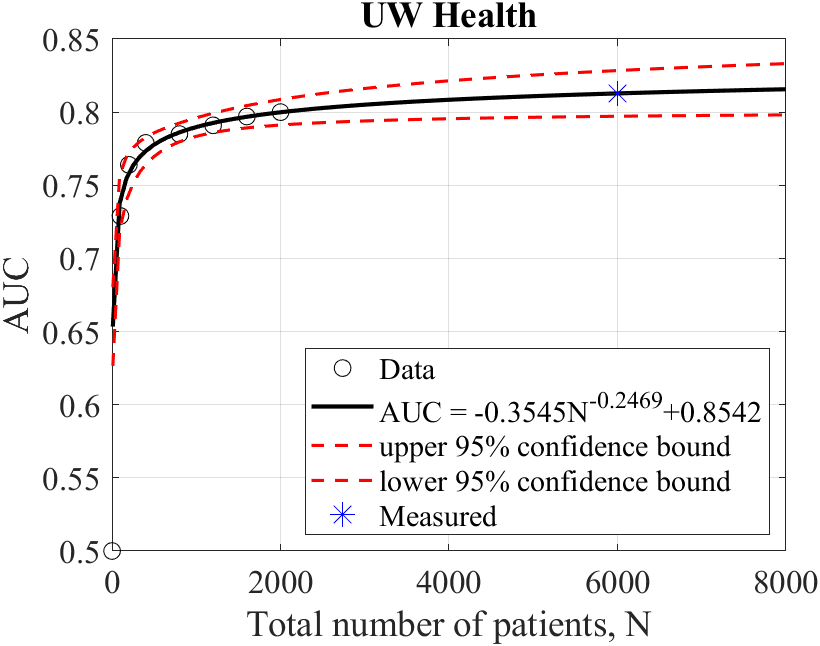 UW Health
0.85
0.8
0.75
0.7
0.65
0.6
0.55
0.5
AUC
Data
AUC = -0.3545N^-0.2469+0.8542
upper 95% confidence bound
lower 95% confidence bound
Measured
0 2000 4000 6000 8000
Total number of patients, N